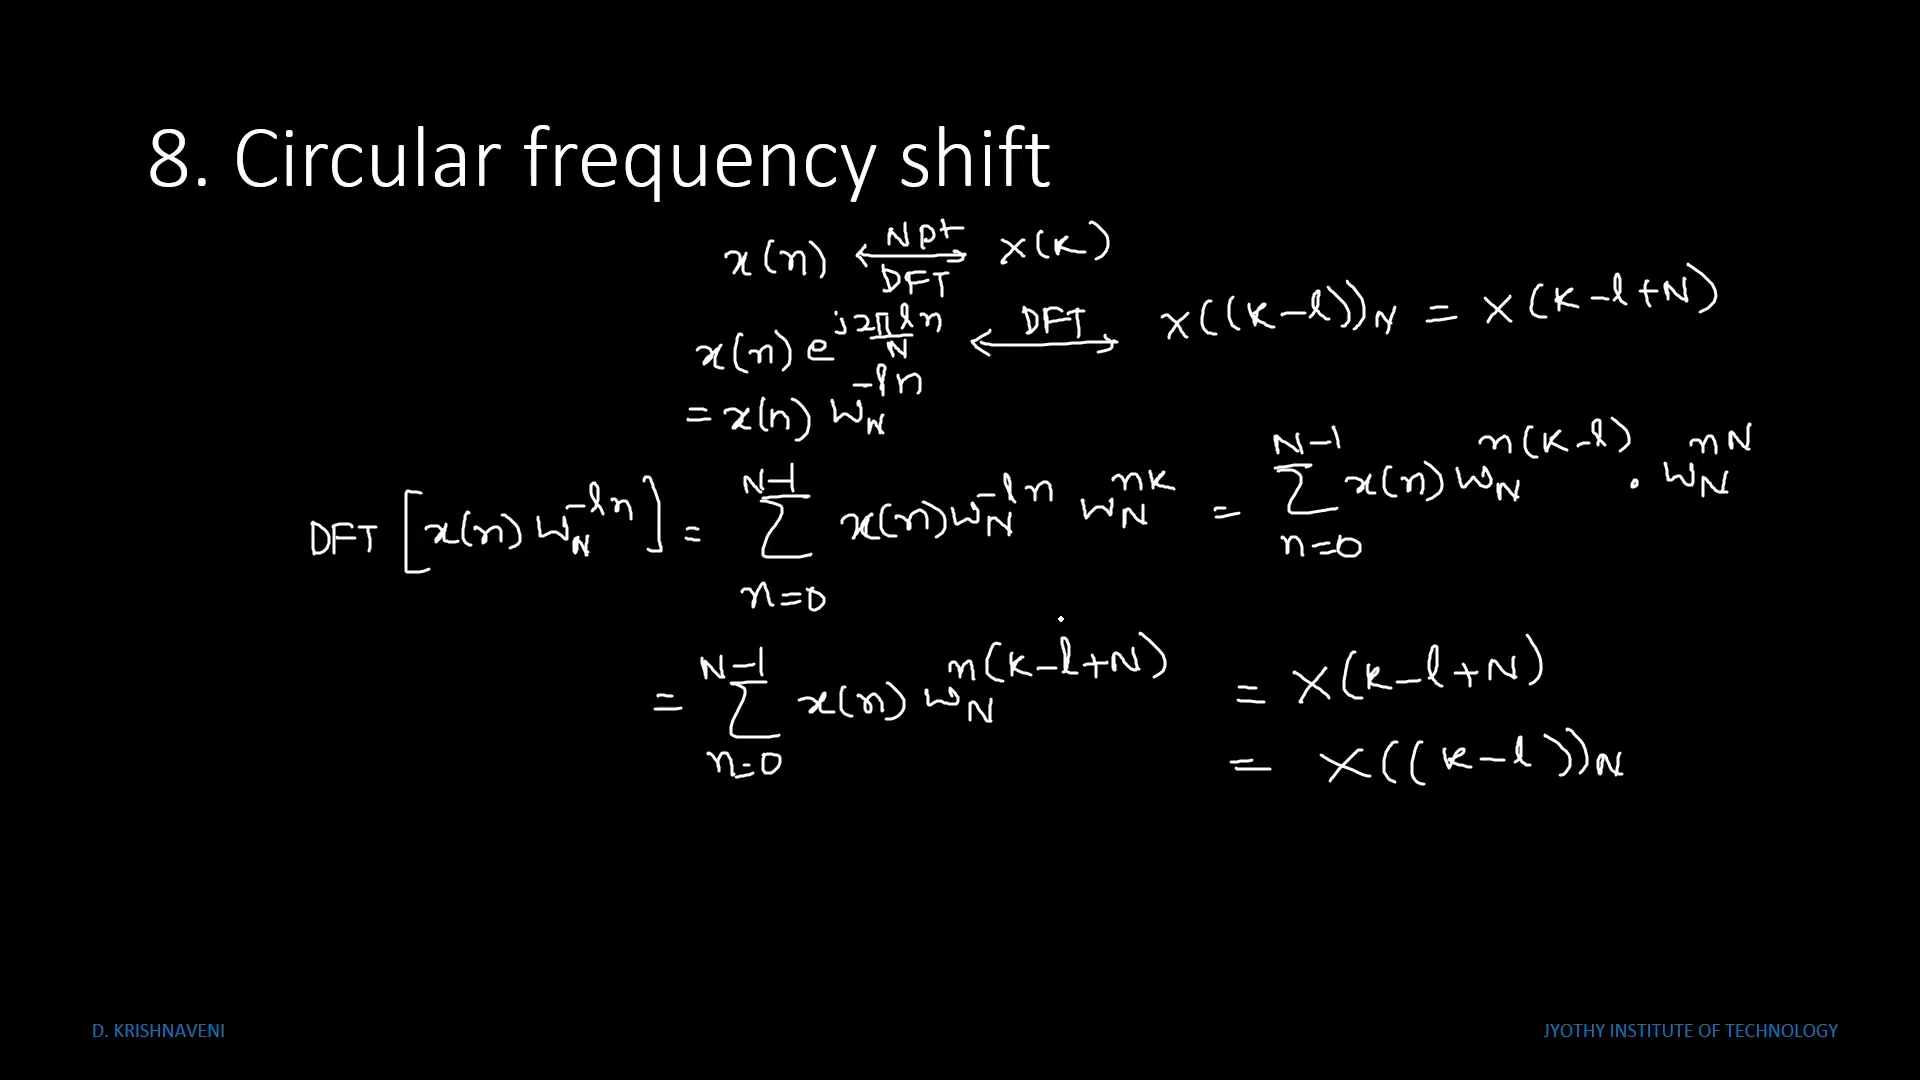 8. Circular frequency shift
x(n) ⟷ X(k) N pt DFT
x(n) e^{j2πln/N} ⟷ DFT X((k-l))_N = X(k-l+N)
= x(n) W_N^{-ln}
DFT [x(n) W_N^{-ln}] = Σ_{n=0}^{N-1} x(n) W_N^{-ln} W_N^{nk} = Σ_{n=0}^{N-1} x(n) W_N^{n(k-l)} . W_N^{nN}
= Σ_{n=0}^{N-1} x(n) W_N^{n(k-l+N)} = X(k-l+N)
= X((k-l))_N
D. KRISHNAVENI
JYOTHY INSTITUTE OF TECHNOLOGY